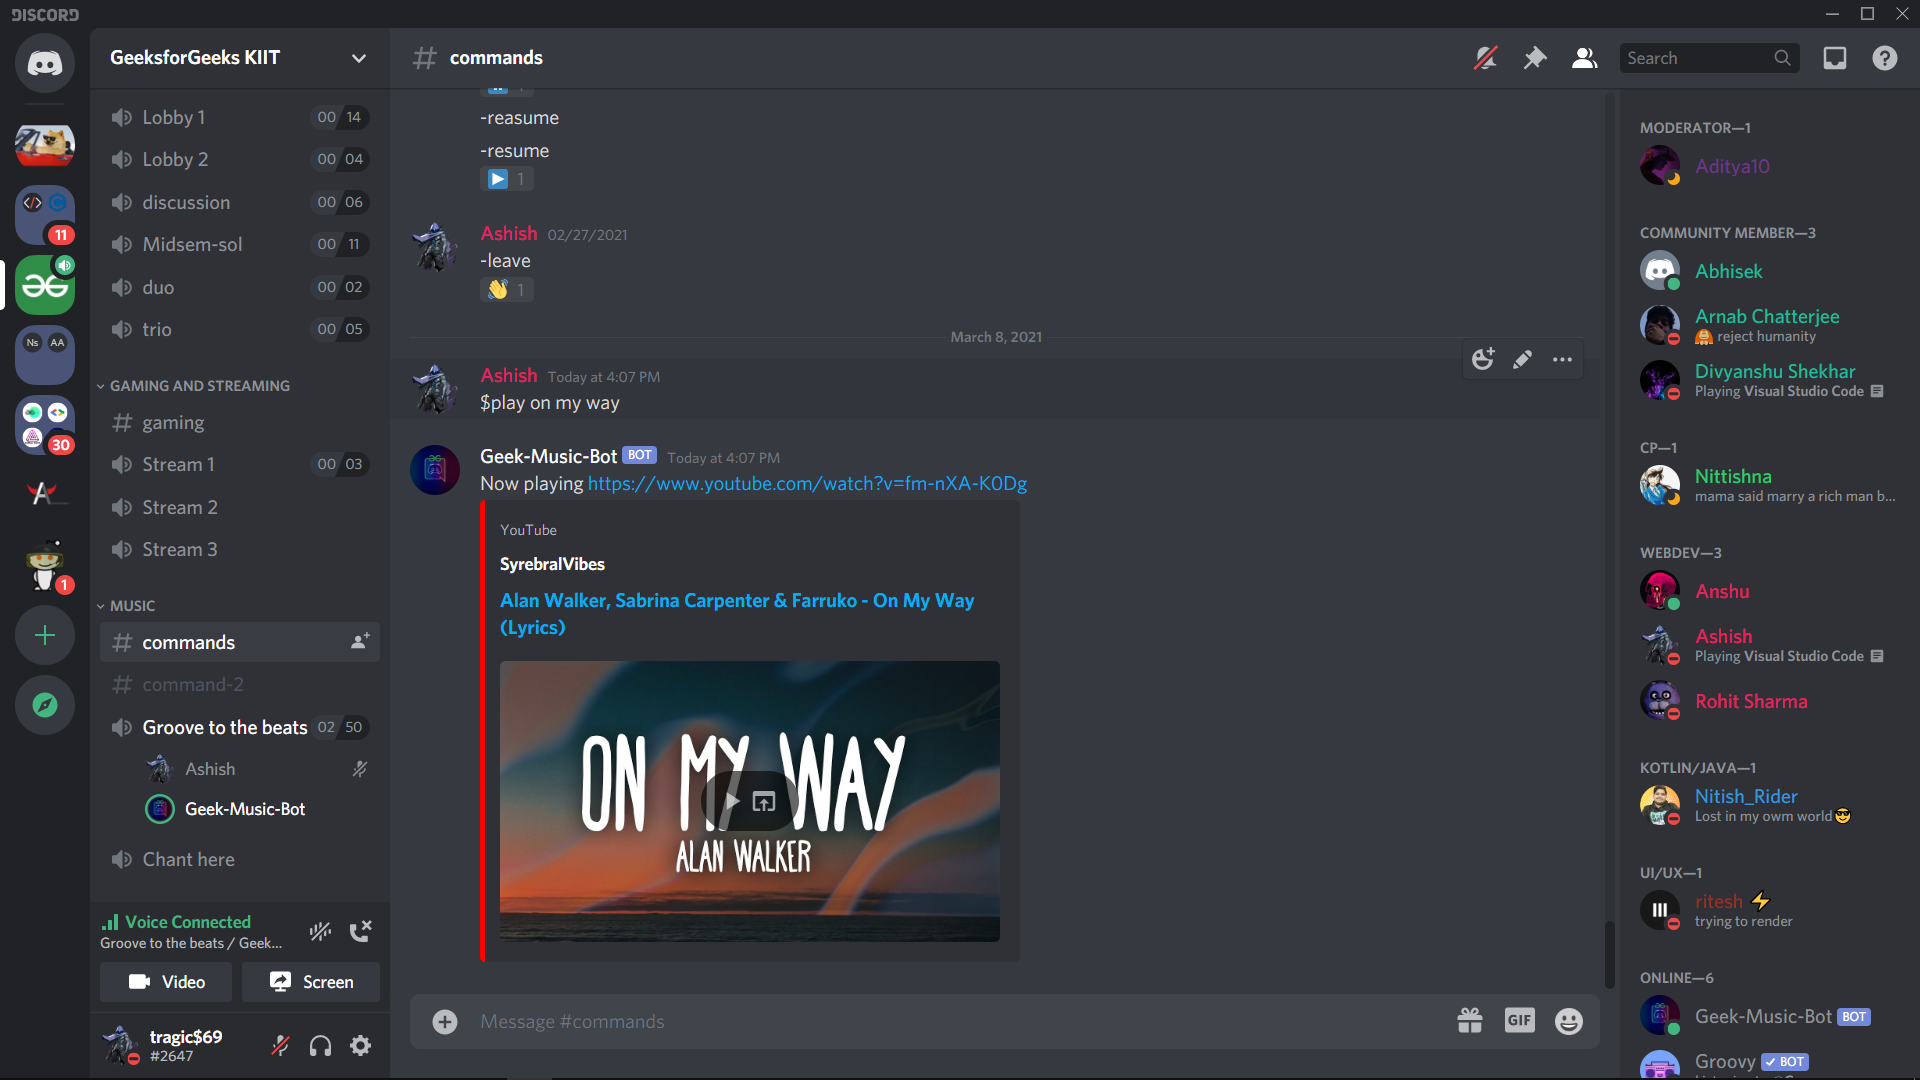 DISCORD
GeeksforGeeks KIIT
Lobby 1 00 14
Lobby 2 00 04
discussion 00 06
Midsem-sol 00 11
duo 00 02
trio 00 05
GAMING AND STREAMING
gaming
Stream 1 00 03
Stream 2
Stream 3
MUSIC
commands
command-2
Groove to the beats 02 50
Ashish
Geek-Music-Bot
Chant here
Voice Connected
Groove to the beats / Geek...
Video Screen
tragic$69
#2647
11
Ns AA
30
1
# commands
Search
-reasume
-resume
1
Ashish 02/27/2021
-leave
1
March 8, 2021
Ashish Today at 4:07 PM
$play on my way
Geek-Music-Bot BOT Today at 4:07 PM
Now playing https://www.youtube.com/watch?v=fm-nXA-K0Dg
YouTube
SyrebralVibes
Alan Walker, Sabrina Carpenter & Farruko - On My Way
(Lyrics)
ON MY WAY
ALAN WALKER
Message #commands
GIF
MODERATOR—1
Aditya10
COMMUNITY MEMBER—3
Abhisek
Arnab Chatterjee
reject humanity
Divyanshu Shekhar
Playing Visual Studio Code
CP—1
Nittishna
mama said marry a rich man b...
WEBDEV—3
Anshu
Ashish
Playing Visual Studio Code
Rohit Sharma
KOTLIN/JAVA—1
Nitish_Rider
Lost in my owm world
UI/UX—1
ritesh
trying to render
ONLINE—6
Geek-Music-Bot BOT
Groovy BOT